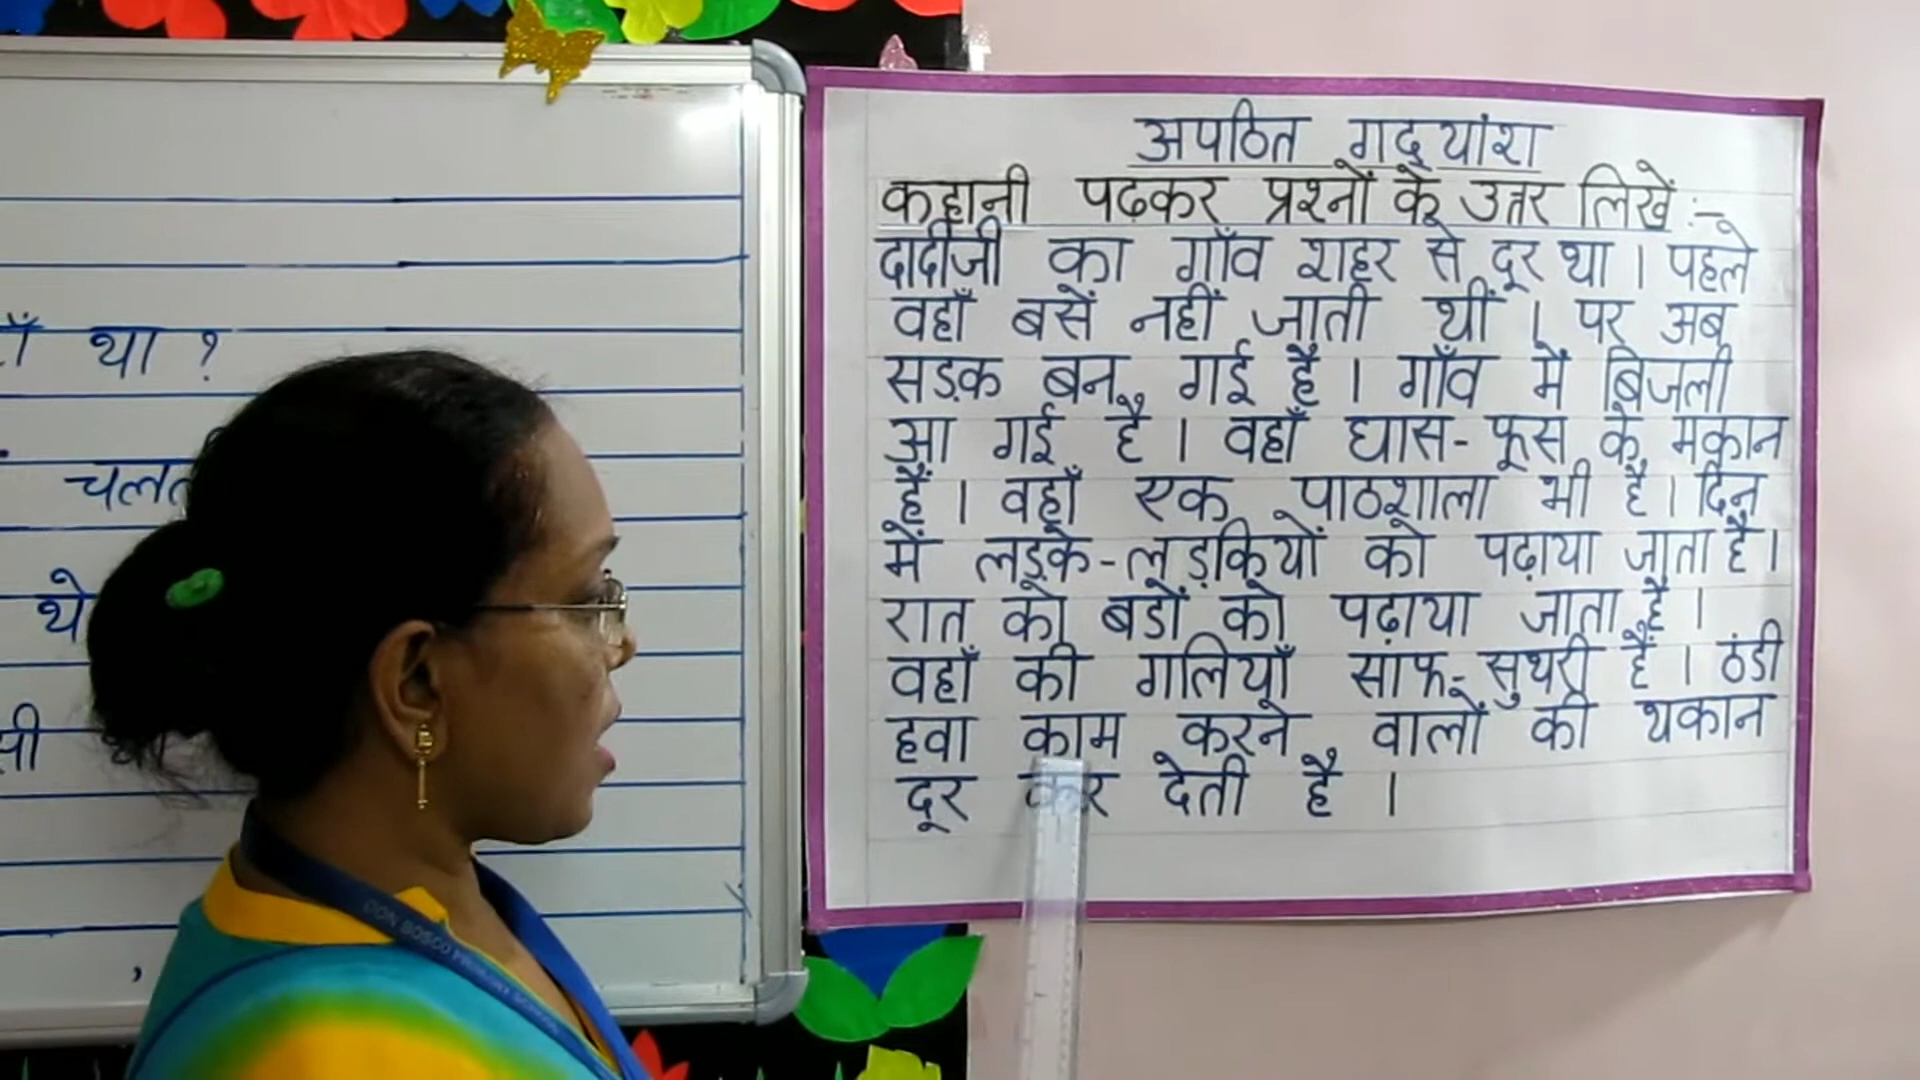 था ?
थे
अपठित गद्यांश
कहानी पढ़कर प्रश्नों के उत्तर लिखें :-
दादीजी का गाँव शहर से दूर था । पहले
वहाँ बसें नहीं जाती थीं । पर अब
सड़क बन गई है । गाँव में बिजली
आ गई है । वहाँ घास-फूस के मकान
हैं । वहाँ एक पाठशाला भी है । दिन
में लड़के-लड़कियों को पढ़ाया जाता है ।
रात को बडों को पढ़ाया जाता है ।
वहाँ की गलियाँ साफ-सुथरी हैं । ठंडी
हवा काम करने वालों की थकान
दूर कर देती है ।